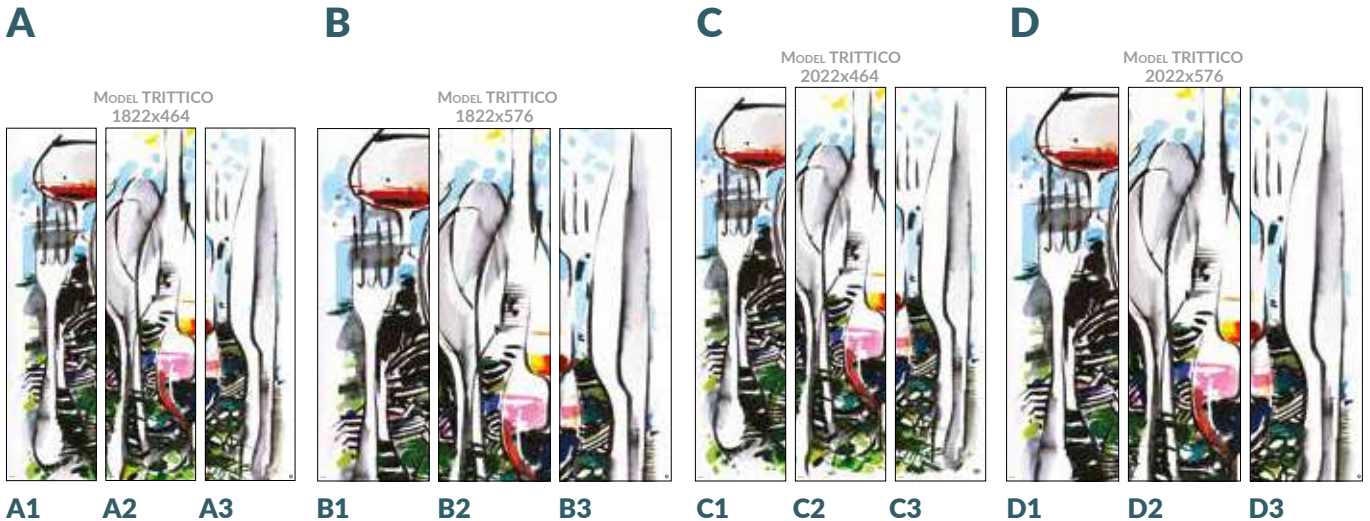 A
B
C
D
Model TRITTICO
1822x464
Model TRITTICO
1822x576
Model TRITTICO
2022x464
Model TRITTICO
2022x576
A1 A2 A3
B1 B2 B3
C1 C2 C3
D1 D2 D3